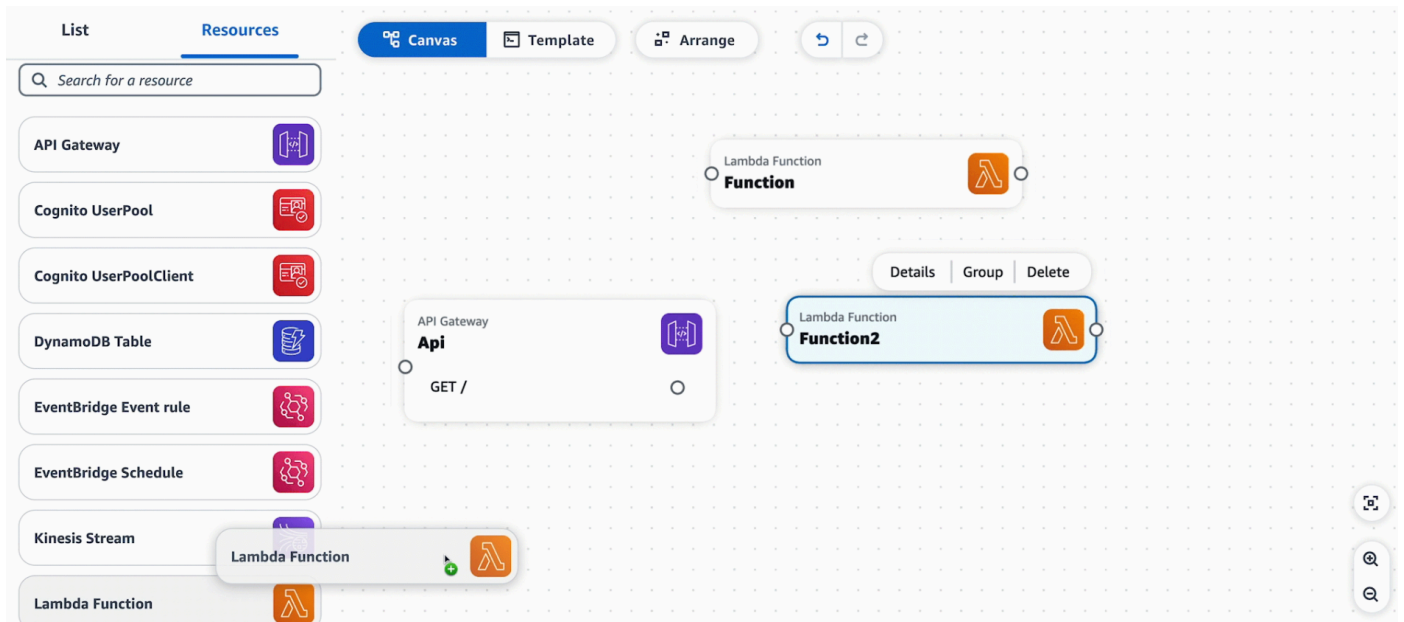 List
Resources
Search for a resource
API Gateway
Cognito UserPool
Cognito UserPoolClient
DynamoDB Table
EventBridge Event rule
EventBridge Schedule
Kinesis Stream
Lambda Function
Lambda Function
Canvas
Template
Arrange
Lambda Function
Function
Details
Group
Delete
Lambda Function
Function2
API Gateway
Api
GET /